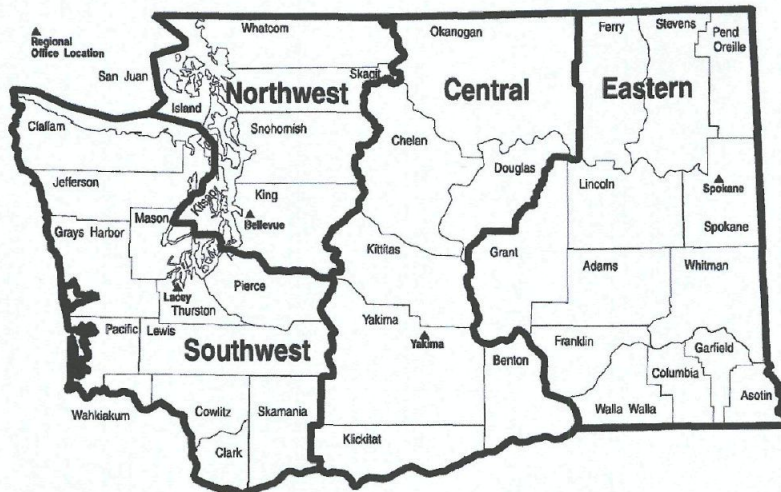 Regional
Office Location
San Juan
Whatcom
Skagit
Island
Northwest
Snohomish
King
Bellevue
Kitsap
Clallam
Jefferson
Grays Harbor
Mason
Lacey
Thurston
Pierce
Pacific
Lewis
Southwest
Wahkiakum
Cowlitz
Skamania
Clark
Okanogan
Central
Chelan
Douglas
Kittitas
Yakima
Yakima
Benton
Klickitat
Ferry
Stevens
Pend
Oreille
Eastern
Lincoln
Spokane
Spokane
Grant
Adams
Whitman
Franklin
Garfield
Columbia
Asotin
Walla Walla